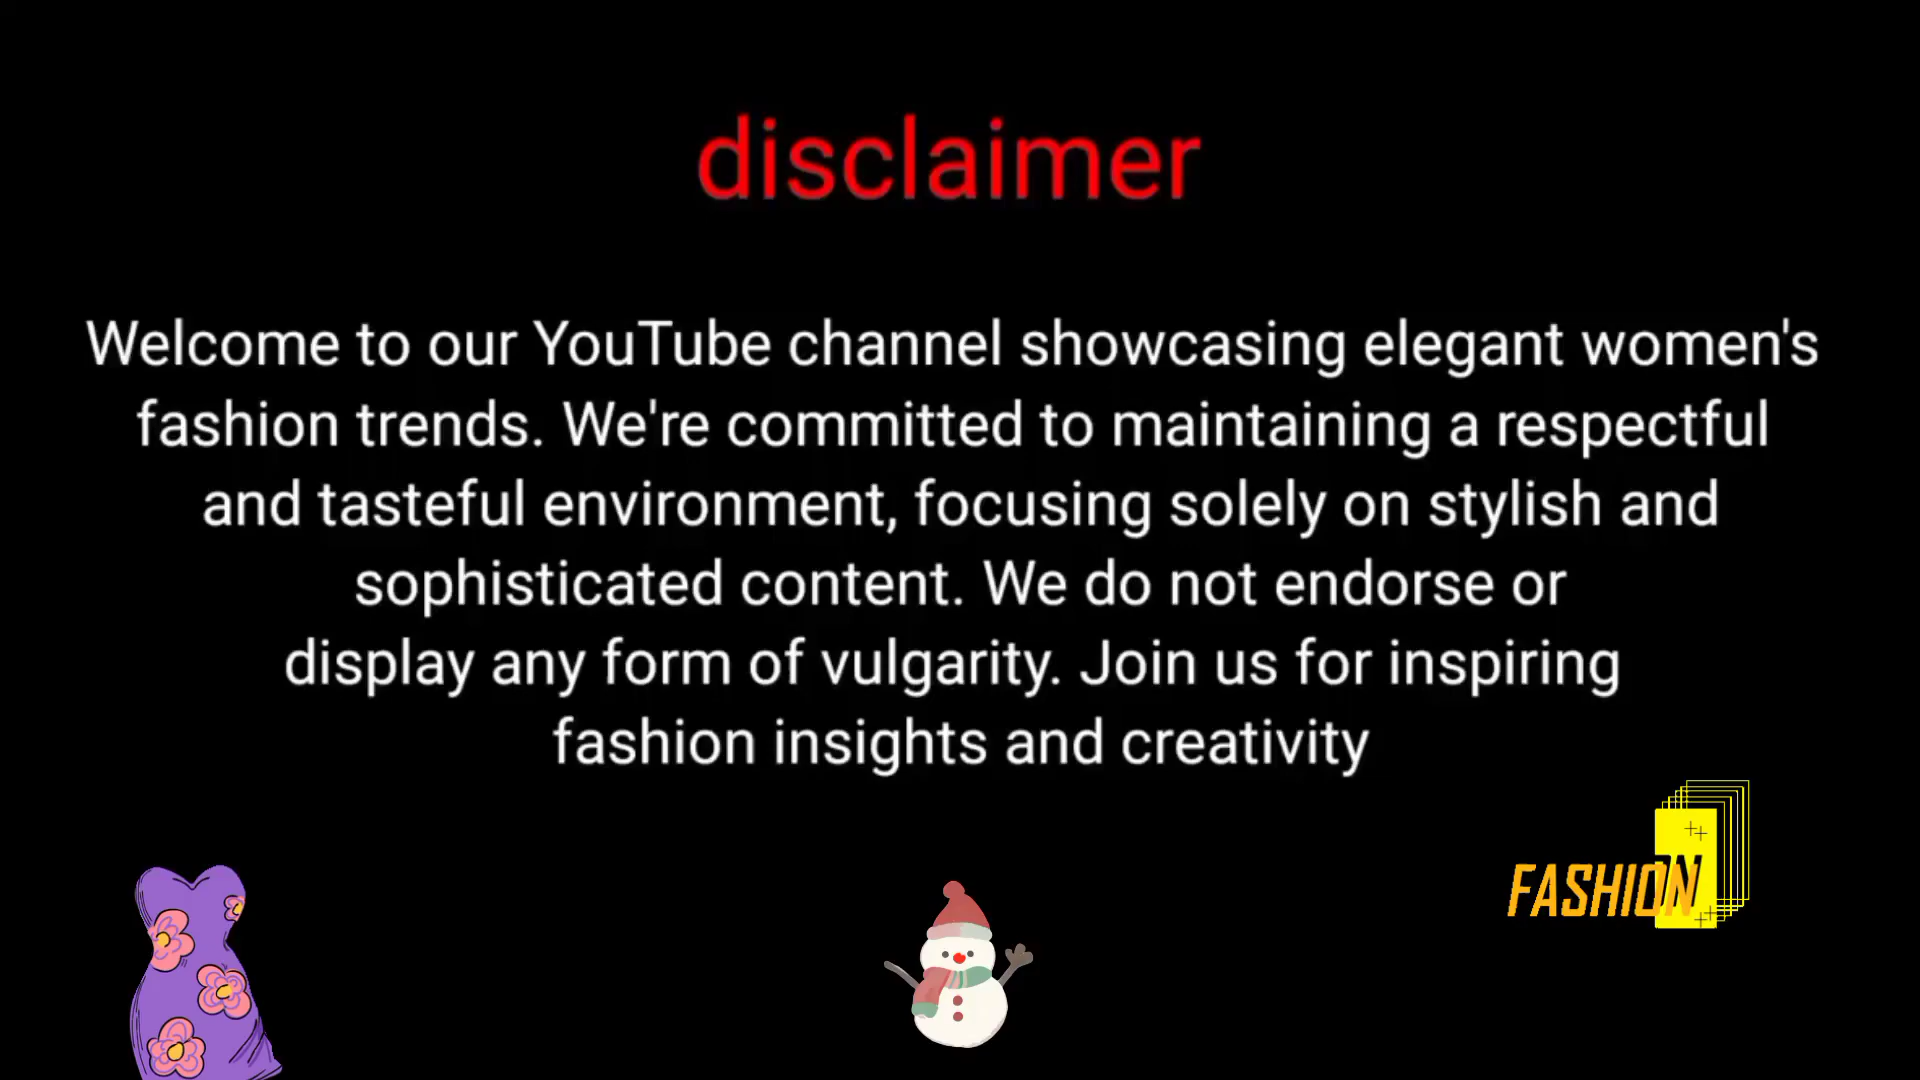 disclaimer
Welcome to our YouTube channel showcasing elegant women's
fashion trends. We're committed to maintaining a respectful
and tasteful environment, focusing solely on stylish and
sophisticated content. We do not endorse or
display any form of vulgarity. Join us for inspiring
fashion insights and creativity
FASHION